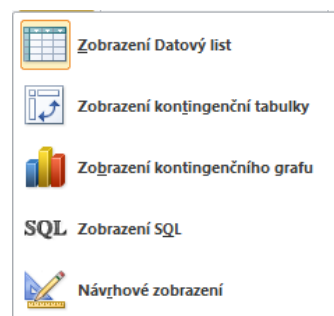 Zobrazení Datový list
Zobrazení kontingenční tabulky
Zobrazení kontingenčního grafu
SQL Zobrazení SQL
Návrhové zobrazení